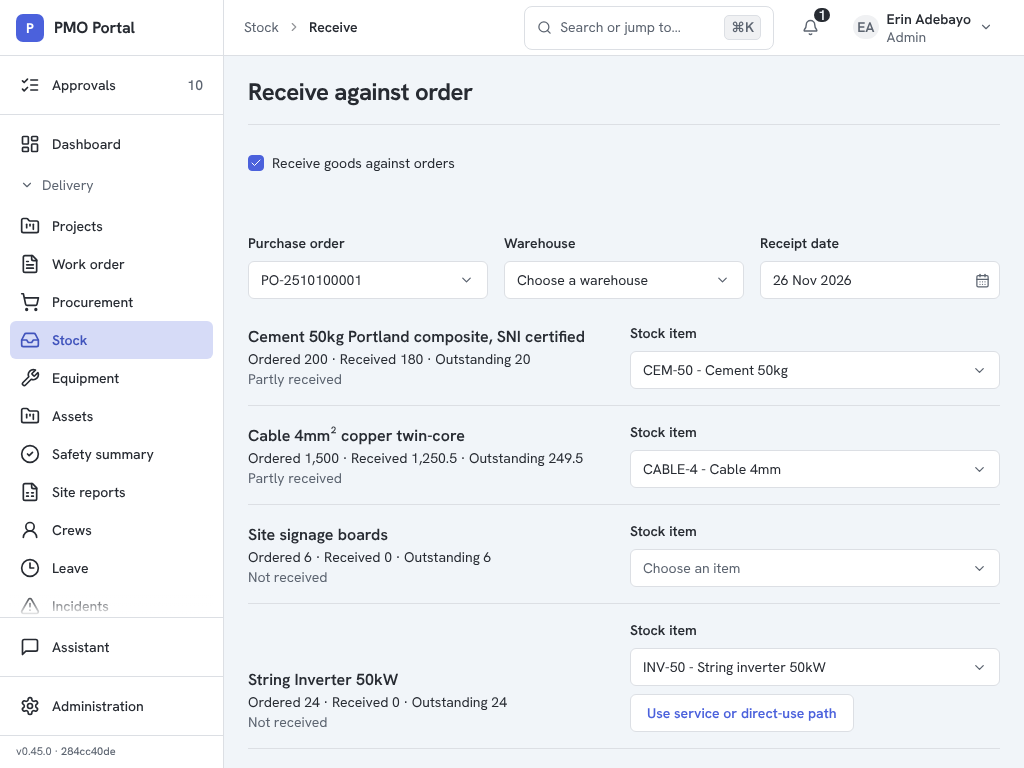 P PMO Portal
Stock > Receive
Search or jump to... ⌘K
1
EA
Erin Adebayo
Admin
Approvals 10
Dashboard
Delivery
Projects
Work order
Procurement
Stock
Equipment
Assets
Safety summary
Site reports
Crews
Leave
Incidents
Assistant
Administration
v0.45.0 · 284cc40de
Receive against order
Receive goods against orders
Purchase order
PO-2510100001
Warehouse
Choose a warehouse
Receipt date
26 Nov 2026
Cement 50kg Portland composite, SNI certified
Ordered 200 · Received 180 · Outstanding 20
Partly received
Stock item
CEM-50 - Cement 50kg
Cable 4mm² copper twin-core
Ordered 1,500 · Received 1,250.5 · Outstanding 249.5
Partly received
Stock item
CABLE-4 - Cable 4mm
Site signage boards
Ordered 6 · Received 0 · Outstanding 6
Not received
Stock item
Choose an item
String Inverter 50kW
Ordered 24 · Received 0 · Outstanding 24
Not received
Stock item
INV-50 - String inverter 50kW
Use service or direct-use path